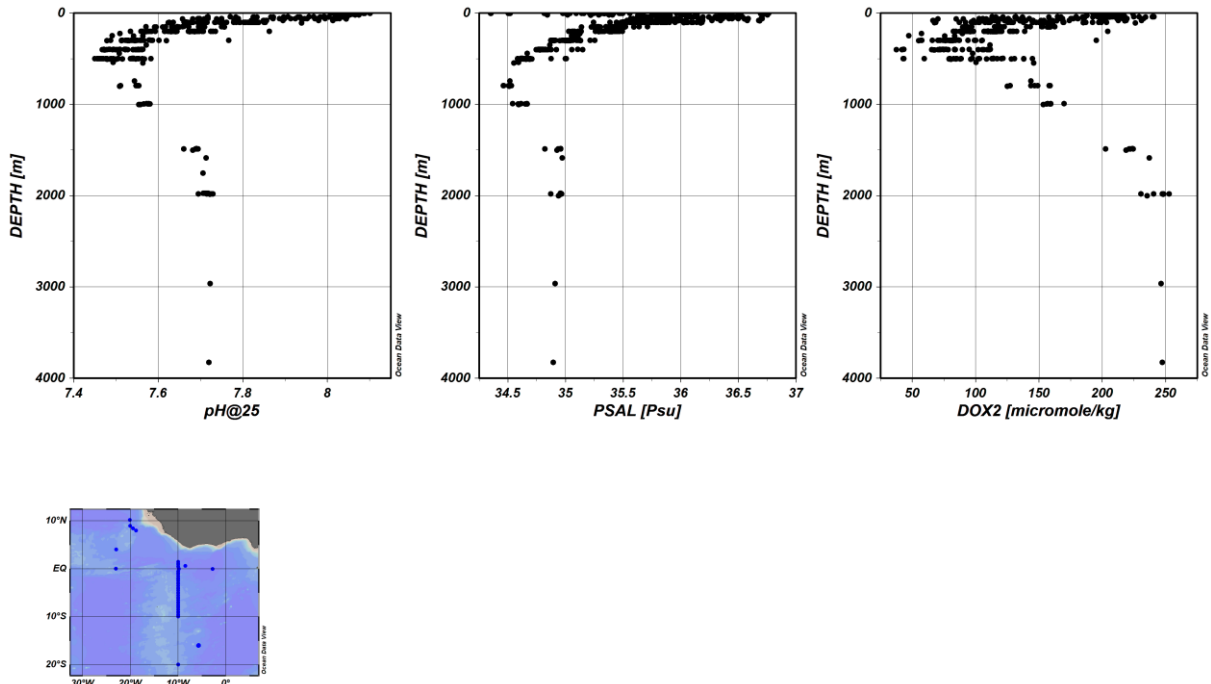 0
1000
2000
3000
4000
DEPTH [m]
7.4 7.6 7.8 8
pH@25
Ocean Data View
0
1000
2000
3000
4000
DEPTH [m]
34.5 35 35.5 36 36.5 37
PSAL [Psu]
Ocean Data View
0
1000
2000
3000
4000
DEPTH [m]
50 100 150 200 250
DOX2 [micromole/kg]
Ocean Data View
10°N
EQ
10°S
20°S
30°W 20°W 10°W 0°
Ocean Data View